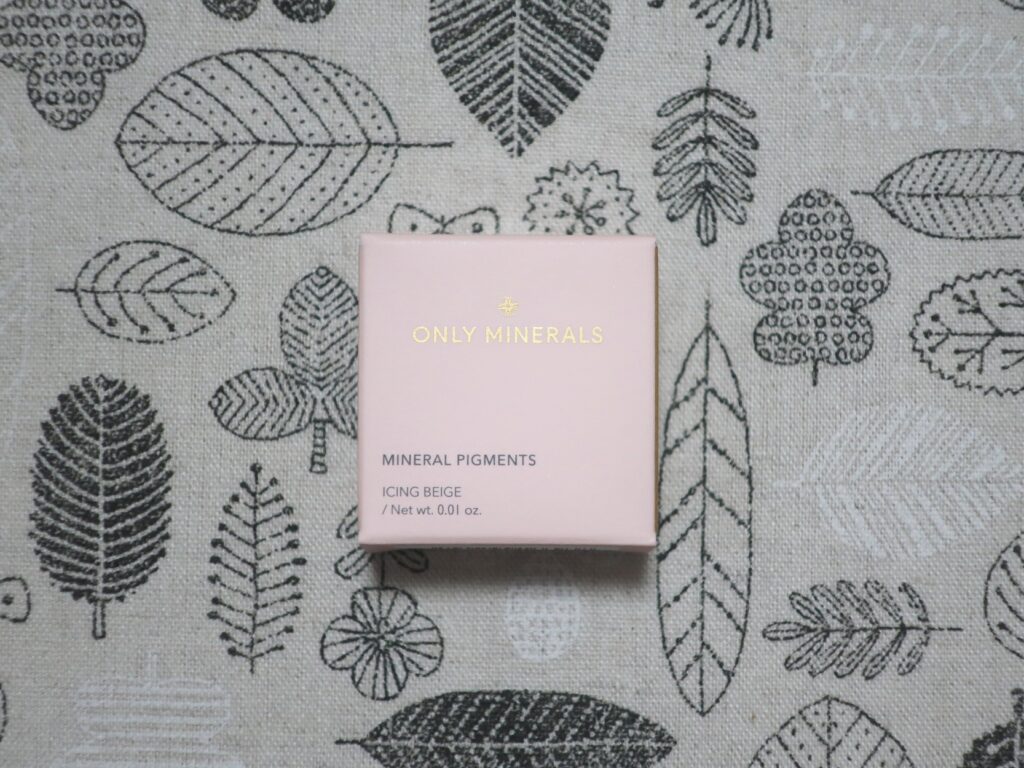 ONLY MINERALS
MINERAL PIGMENTS
ICING BEIGE
/ Net wt. 0.01 oz.